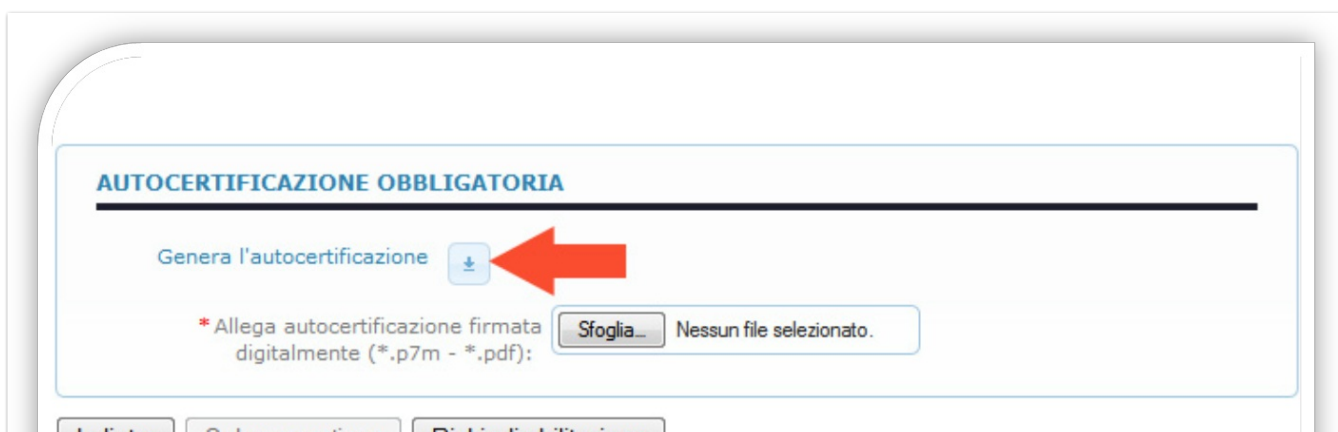 AUTOCERTIFICAZIONE OBBLIGATORIA
Genera l'autocertificazione
*Allega autocertificazione firmata
digitalmente (*.p7m - *.pdf):
Sfoglia... Nessun file selezionato.